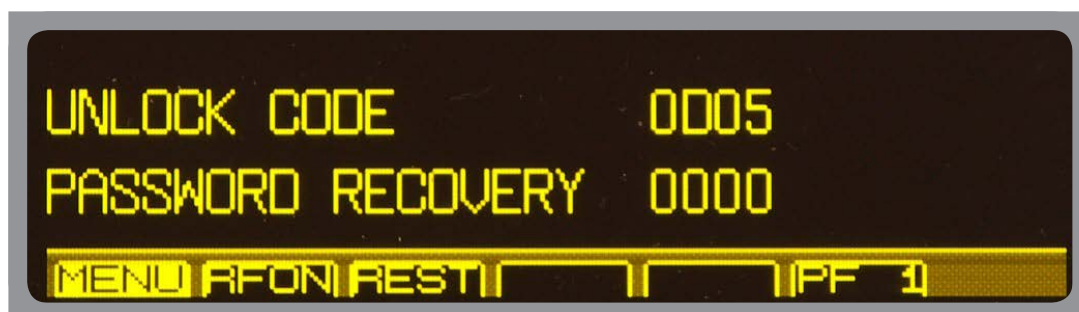 UNLOCK CODE 0D05
PASSWORD RECOVERY 0000
MENU RFON REST PF 1